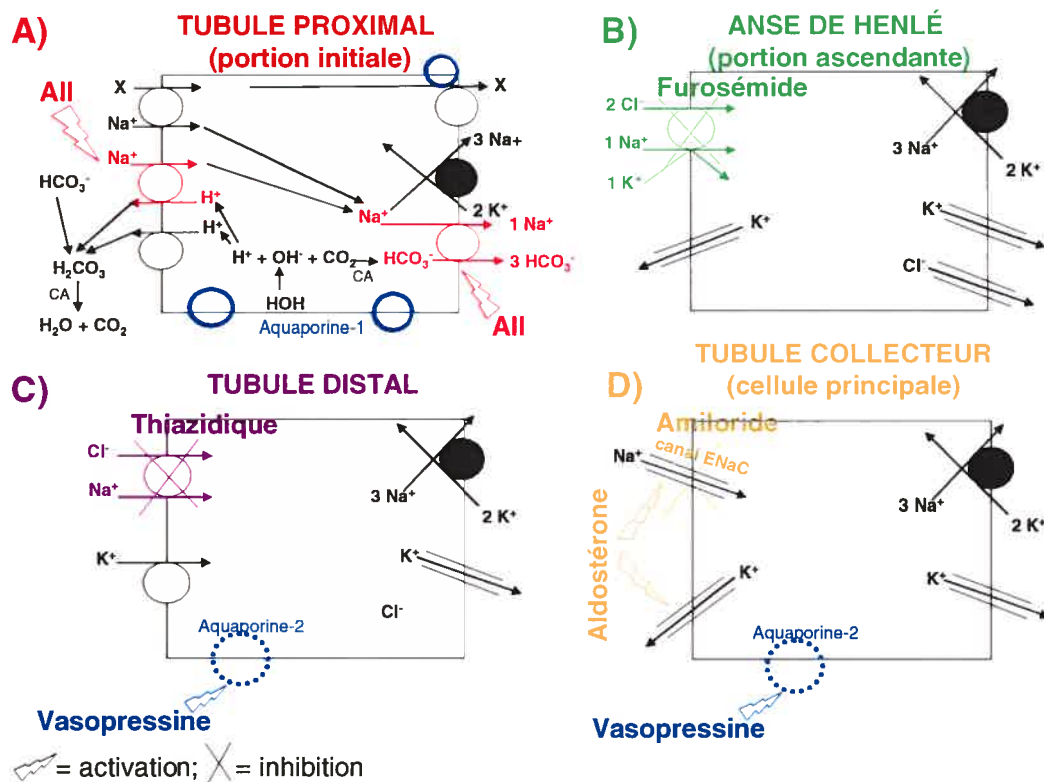 A)
TUBULE PROXIMAL
(portion initiale)
AII
X
X
Na⁺
3 Na+
Na⁺
HCO₃⁻
H⁺
Na⁺
2 K⁺
1 Na⁺
H⁺
H₂CO₃
H⁺ + OH⁻ + CO₂
HCO₃⁻
3 HCO₃⁻
CA
CA
HOH
H₂O + CO₂
Aquaporine-1
AII
B)
ANSE DE HENLÉ
(portion ascendante)
Furosémide
2 Cl⁻
1 Na⁺
3 Na⁺
2 K⁺
1 K⁺
K⁺
K⁺
Cl⁻
C)
TUBULE DISTAL
Thiazidique
Cl⁻
Na⁺
3 Na⁺
2 K⁺
K⁺
K⁺
Cl⁻
Aquaporine-2
Vasopressine
D)
TUBULE COLLECTEUR
(cellule principale)
Amiloride
canal ENaC
Na⁺
3 Na⁺
2 K⁺
Aldostérone
K⁺
K⁺
Aquaporine-2
Vasopressine
= activation; = inhibition